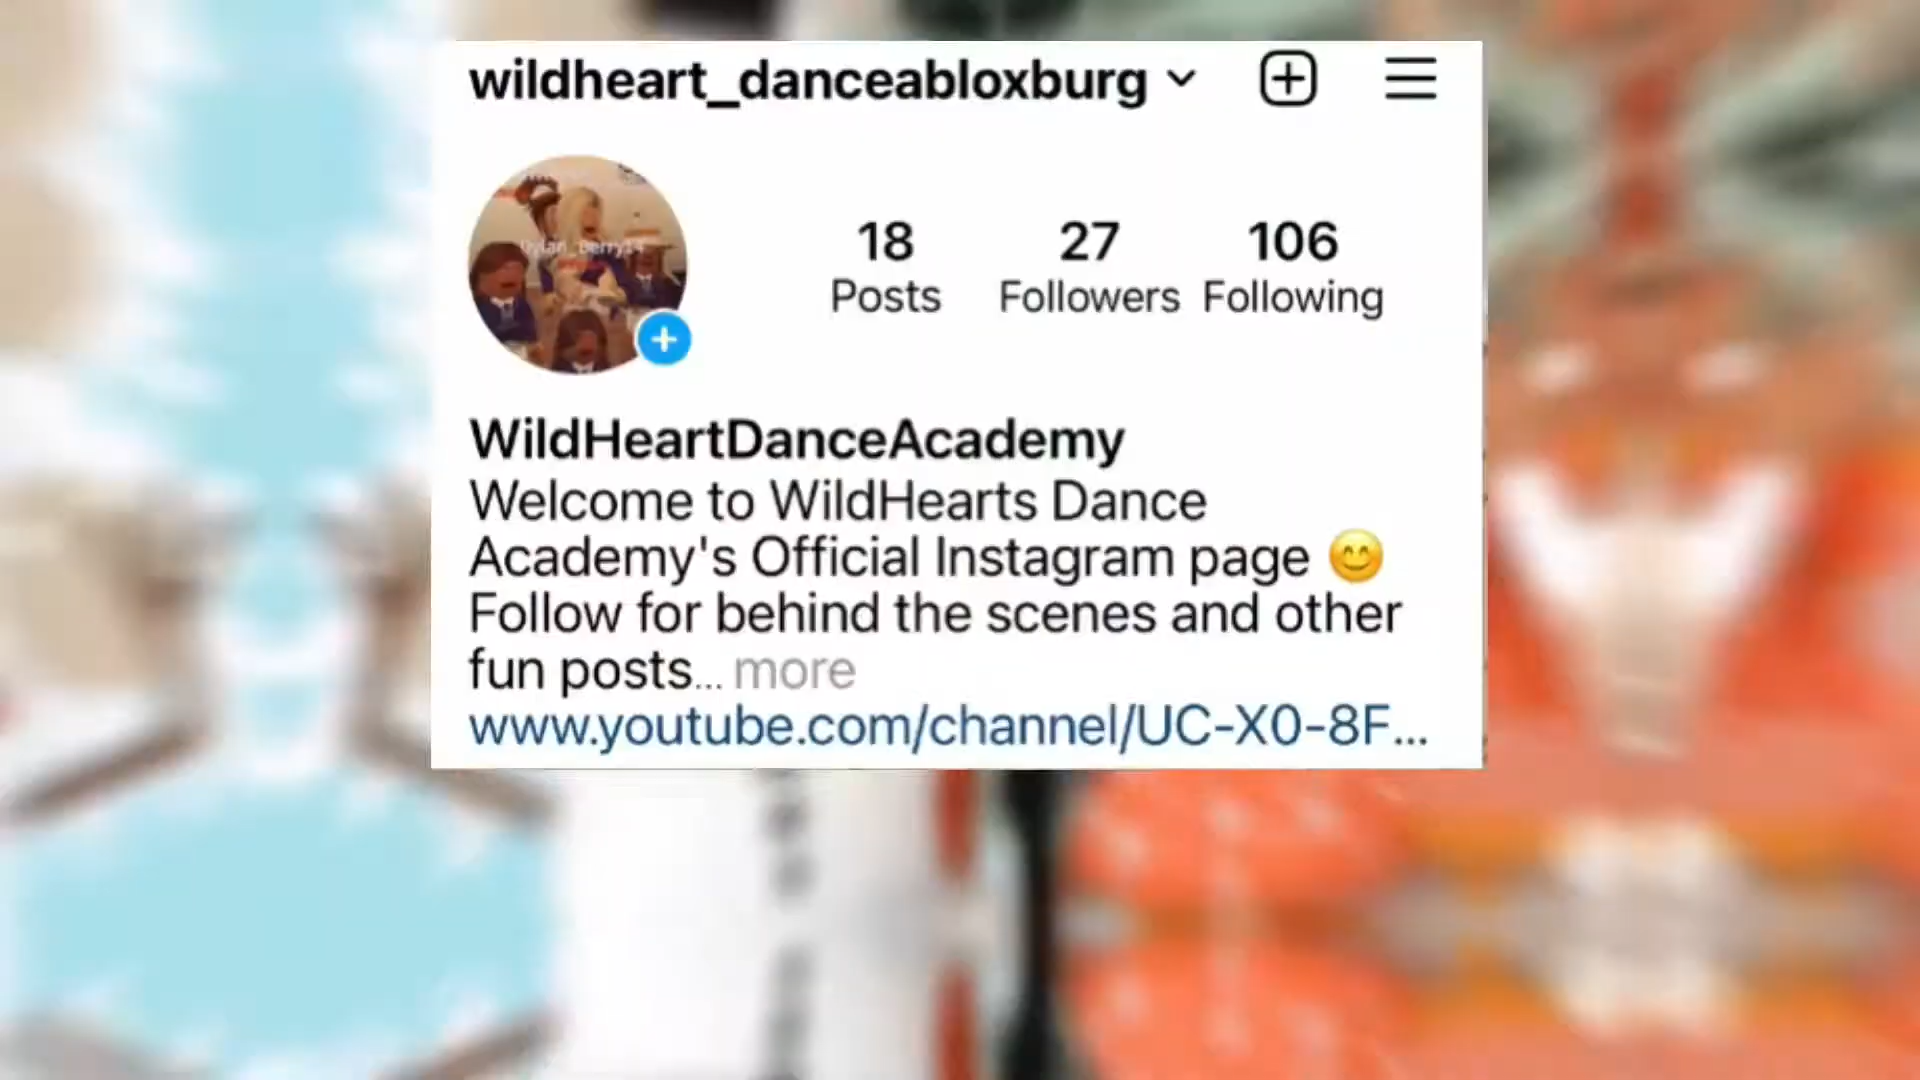 wildheart_danceabloxburg
18 27 106
Posts Followers Following
WildHeartDanceAcademy
Welcome to WildHearts Dance
Academy's Official Instagram page 😊
Follow for behind the scenes and other
fun posts... more
www.youtube.com/channel/UC-X0-8F...